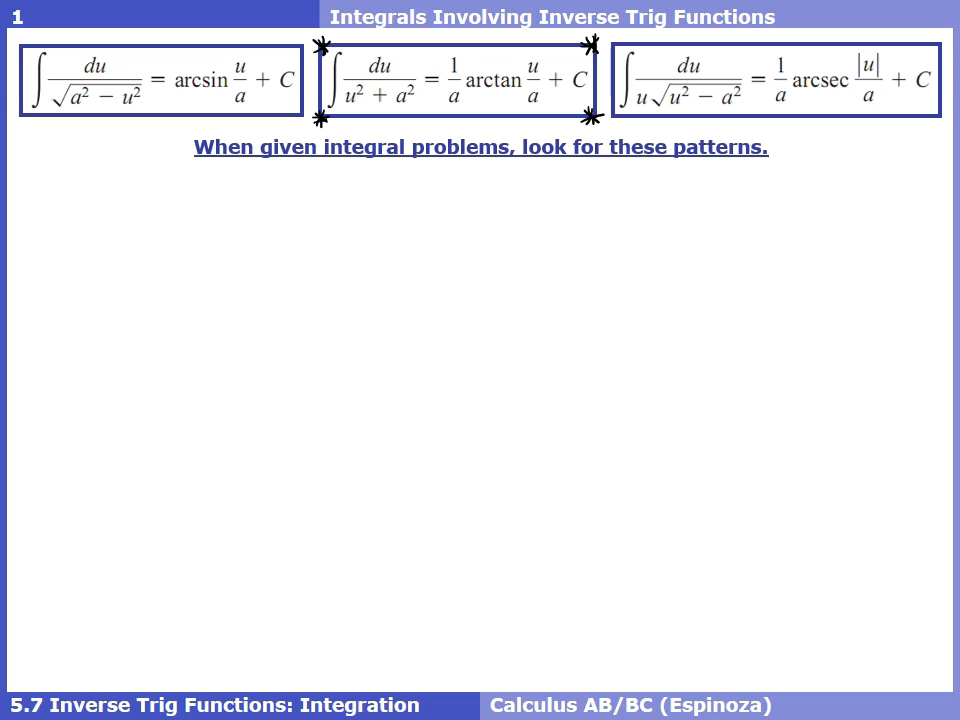 1
Integrals Involving Inverse Trig Functions
∫ du / √(a² − u²) = arcsin u/a + C
∫ du / (u² + a²) = 1/a arctan u/a + C
∫ du / (u√(u² − a²)) = 1/a arcsec |u|/a + C
When given integral problems, look for these patterns.
5.7 Inverse Trig Functions: Integration
Calculus AB/BC (Espinoza)